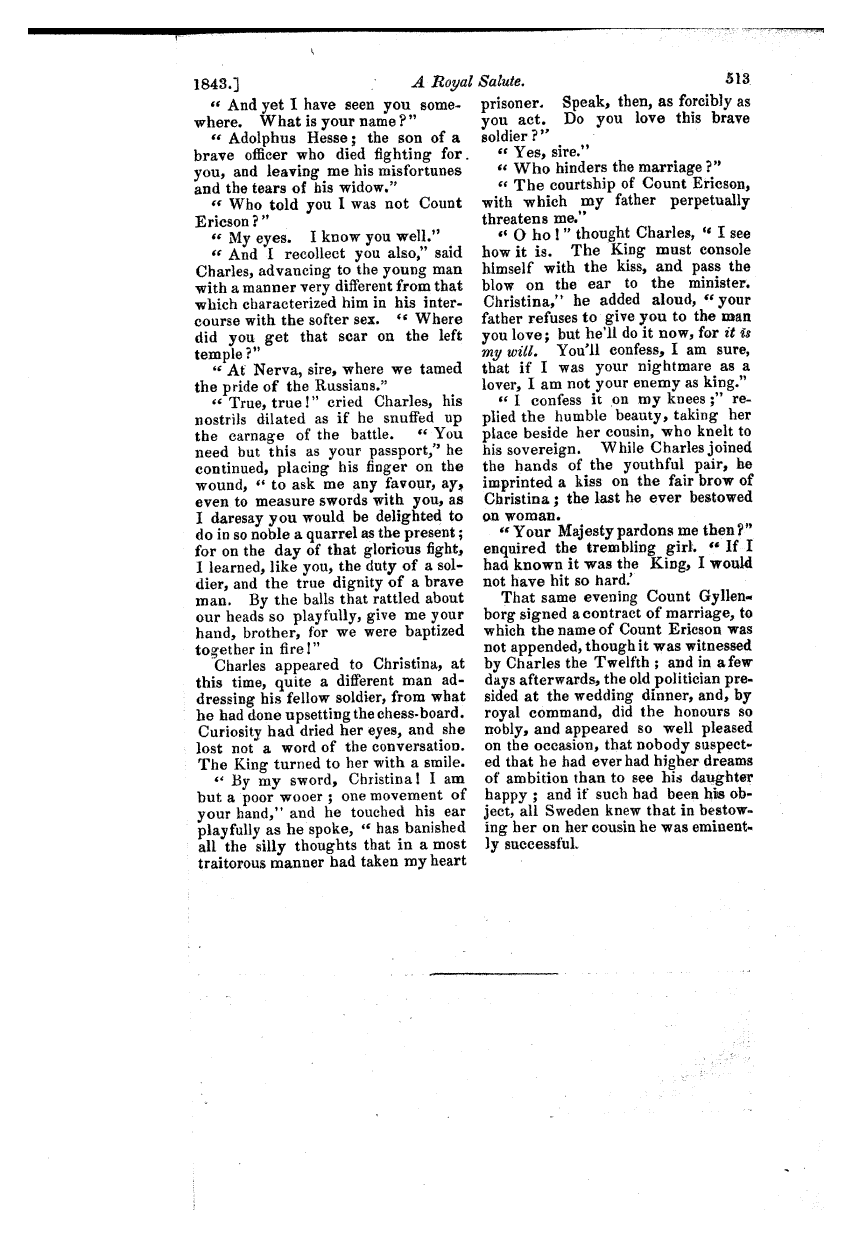 1843.] A Royal Salute. 513
“ And yet I have seen you some-
where. What is your name?”
“ Adolphus Hesse; the son of a
brave officer who died fighting for
you, and leaving me his misfortunes
and the tears of his widow.”
“ Who told you I was not Count
Ericson?”
“ My eyes. I know you well.”
“ And I recollect you also,” said
Charles, advancing to the young man
with a manner very different from that
which characterized him in his inter-
course with the softer sex. “ Where
did you get that scar on the left
temple?”
“ At Nerva, sire, where we tamed
the pride of the Russians.”
“ True, true!” cried Charles, his
nostrils dilated as if he snuffed up
the carnage of the battle. “ You
need but this as your passport,” he
continued, placing his finger on the
wound, “ to ask me any favour, ay,
even to measure swords with you, as
I daresay you would be delighted to
do in so noble a quarrel as the present;
for on the day of that glorious fight,
I learned, like you, the duty of a sol-
dier, and the true dignity of a brave
man. By the balls that rattled about
our heads so playfully, give me your
hand, brother, for we were baptized
together in fire!”
Charles appeared to Christina, at
this time, quite a different man ad-
dressing his fellow soldier, from what
he had done upsetting the chess-board.
Curiosity had dried her eyes, and she
lost not a word of the conversation.
The King turned to her with a smile.
“ By my sword, Christina! I am
but a poor wooer; one movement of
your hand,” and he touched his ear
playfully as he spoke, “ has banished
all the silly thoughts that in a most
traitorous manner had taken my heart
prisoner. Speak, then, as forcibly as
you act. Do you love this brave
soldier?”
“ Yes, sire.”
“ Who hinders the marriage?”
“ The courtship of Count Ericson,
with which my father perpetually
threatens me.”
“ O ho!” thought Charles, “ I see
how it is. The King must console
himself with the kiss, and pass the
blow on the ear to the minister.
Christina,” he added aloud, “ your
father refuses to give you to the man
you love; but he'll do it now, for it is
my will. You'll confess, I am sure,
that if I was your nightmare as a
lover, I am not your enemy as king.”
“ I confess it on my knees;” re-
plied the humble beauty, taking her
place beside her cousin, who knelt to
his sovereign. While Charles joined
the hands of the youthful pair, he
imprinted a kiss on the fair brow of
Christina; the last he ever bestowed
on woman.
“ Your Majesty pardons me then?”
enquired the trembling girl. “ If I
had known it was the King, I would
not have hit so hard.'
That same evening Count Gyllen-
borg signed a contract of marriage, to
which the name of Count Ericson was
not appended, though it was witnessed
by Charles the Twelfth; and in a few
days afterwards, the old politician pre-
sided at the wedding dinner, and, by
royal command, did the honours so
nobly, and appeared so well pleased
on the occasion, that nobody suspect-
ed that he had ever had higher dreams
of ambition than to see his daughter
happy; and if such had been his ob-
ject, all Sweden knew that in bestow-
ing her on her cousin he was eminent-
ly successful.